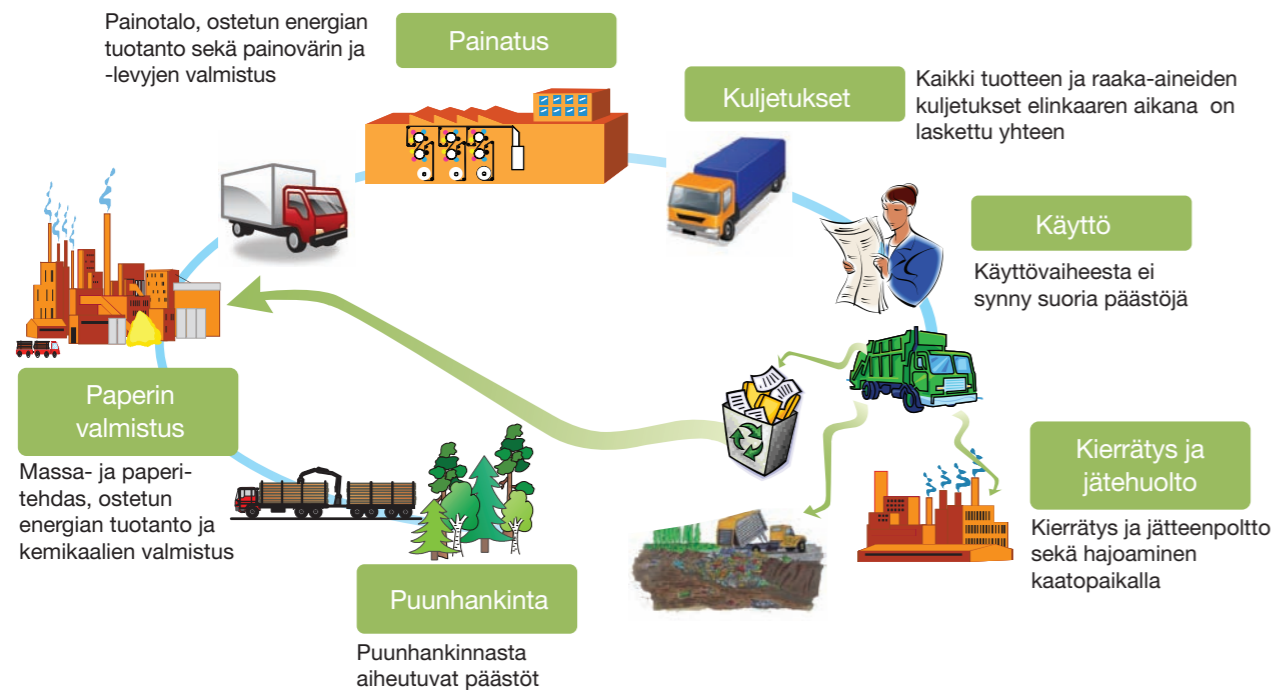 Painotalo, ostetun energian
tuotanto sekä painovärin ja
-levyjen valmistus
Painatus
Kuljetukset
Kaikki tuotteen ja raaka-aineiden
kuljetukset elinkaaren aikana on
laskettu yhteen
Käyttö
Käyttövaiheesta ei
synny suoria päästöjä
Paperin
valmistus
Massa- ja paperi-
tehdas, ostetun
energian tuotanto ja
kemikaalien valmistus
Kierrätys ja
jätehuolto
Kierrätys ja jätteenpoltto
sekä hajoaminen
kaatopaikalla
Puunhankinta
Puunhankinnasta
aiheutuvat päästöt